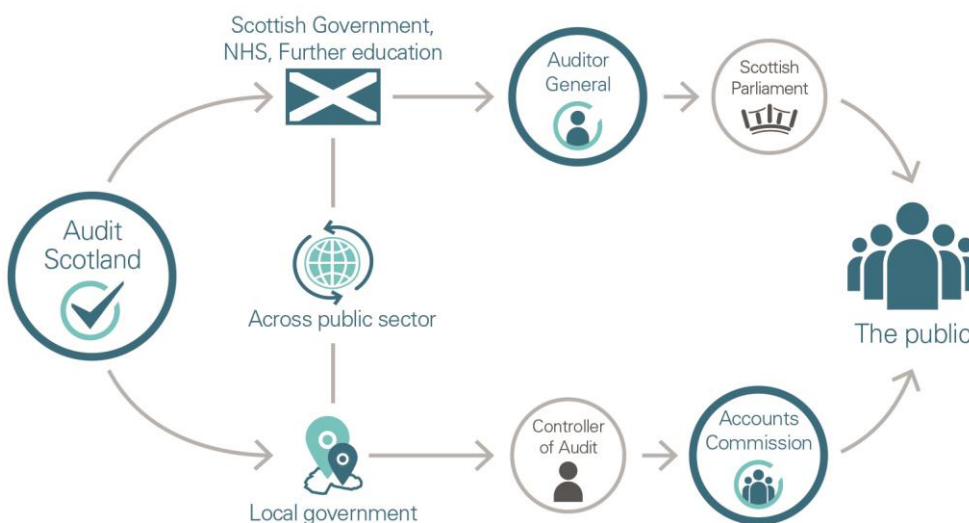 Scottish Government,
NHS, Further education
Auditor
General
Scottish
Parliament
Audit
Scotland
Across public sector
The public
Local government
Controller
of Audit
Accounts
Commission